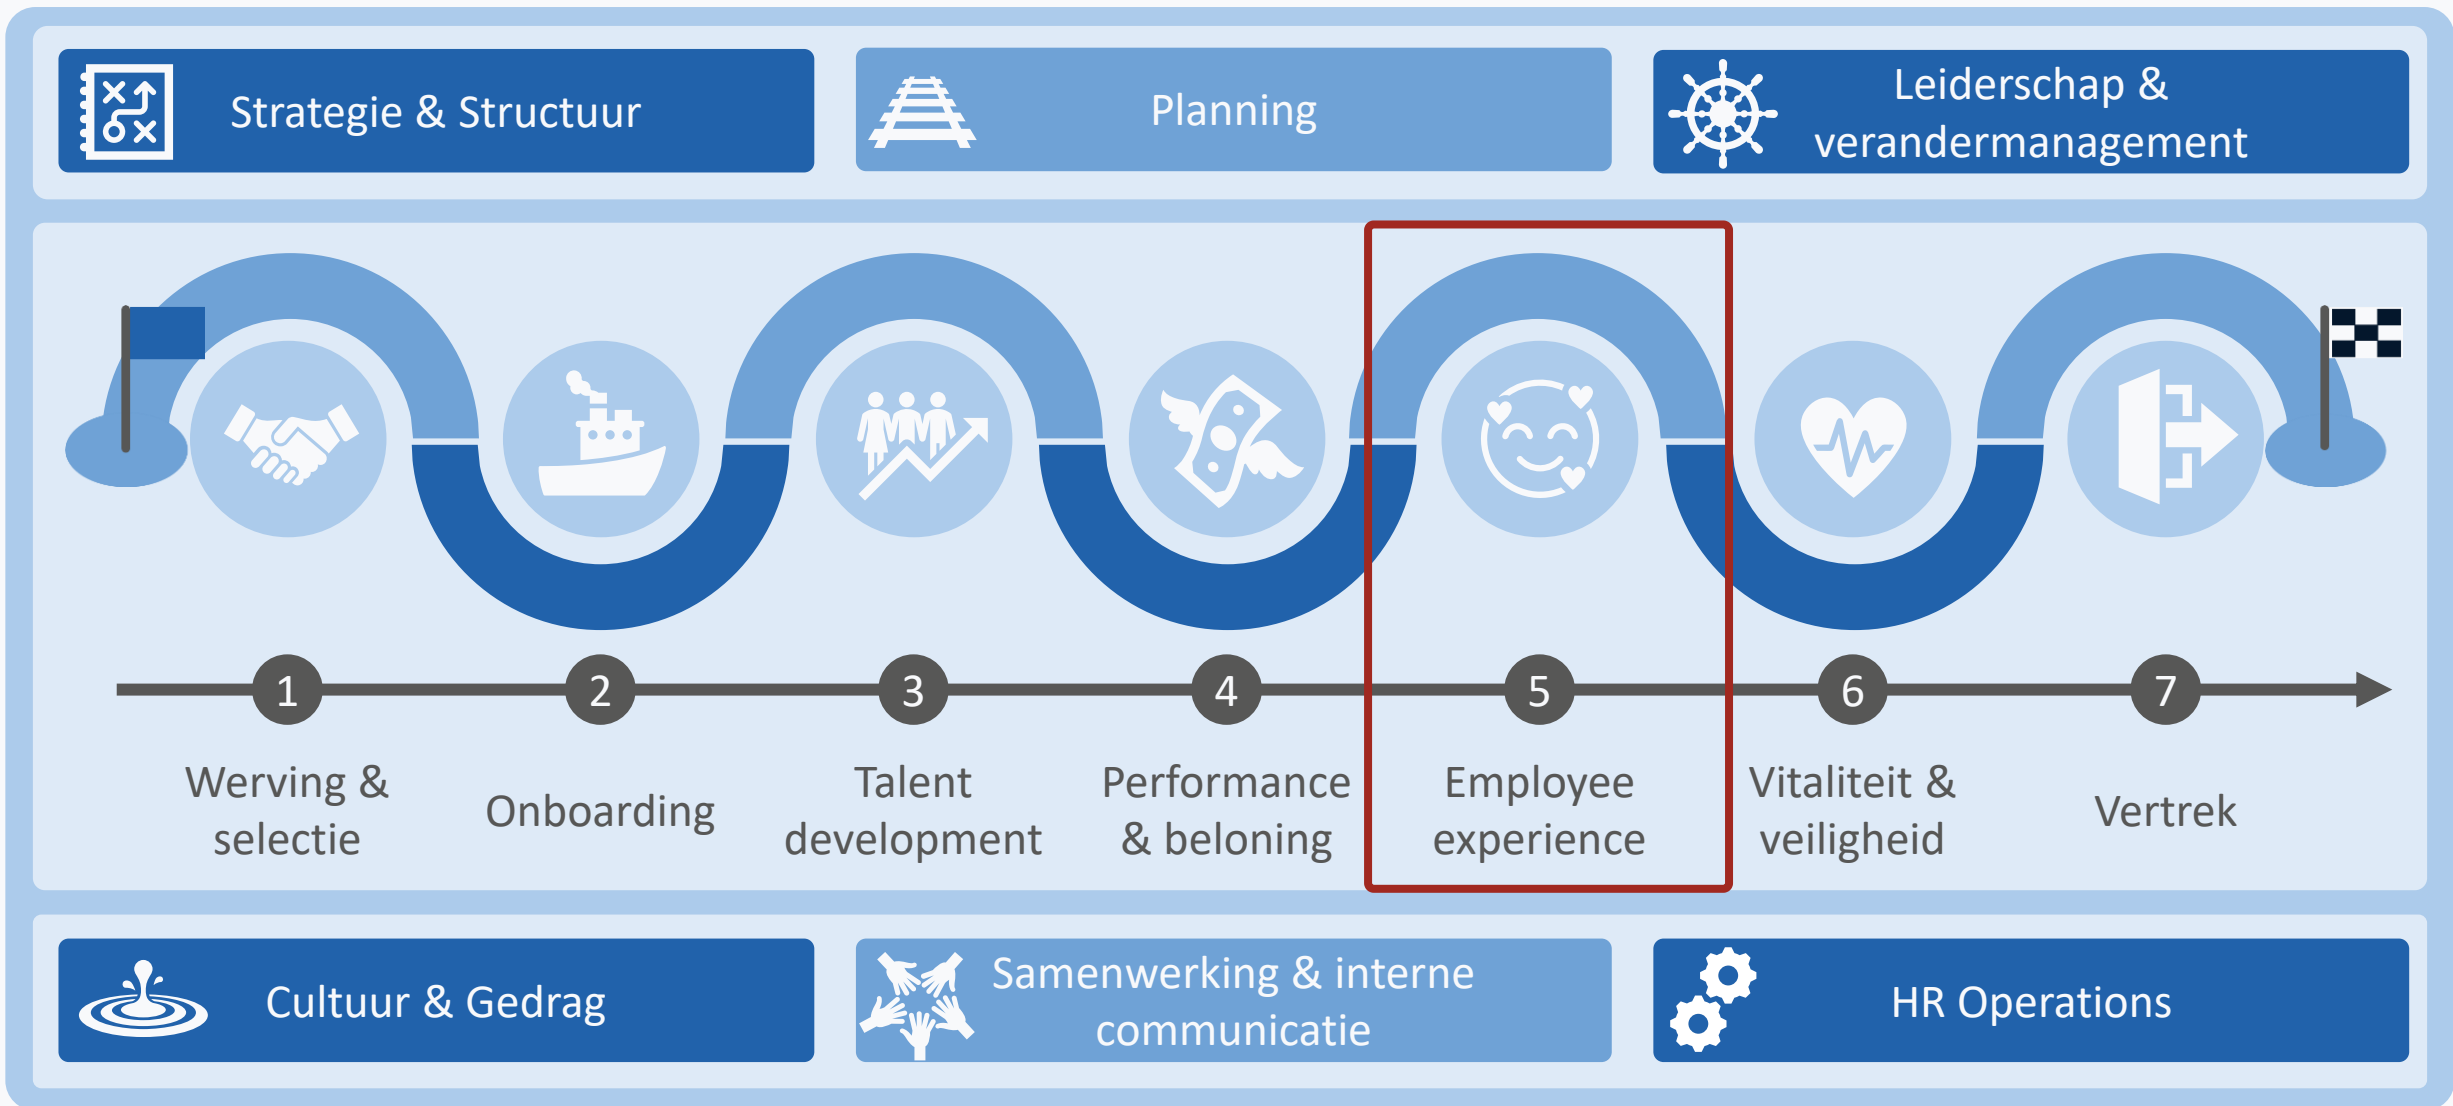 Strategie & Structuur
Planning
Leiderschap &
verandermanagement
1
2
3
4
5
6
7
Werving &
selectie
Onboarding
Talent
development
Performance
& beloning
Employee
experience
Vitaliteit &
veiligheid
Vertrek
Cultuur & Gedrag
Samenwerking & interne
communicatie
HR Operations